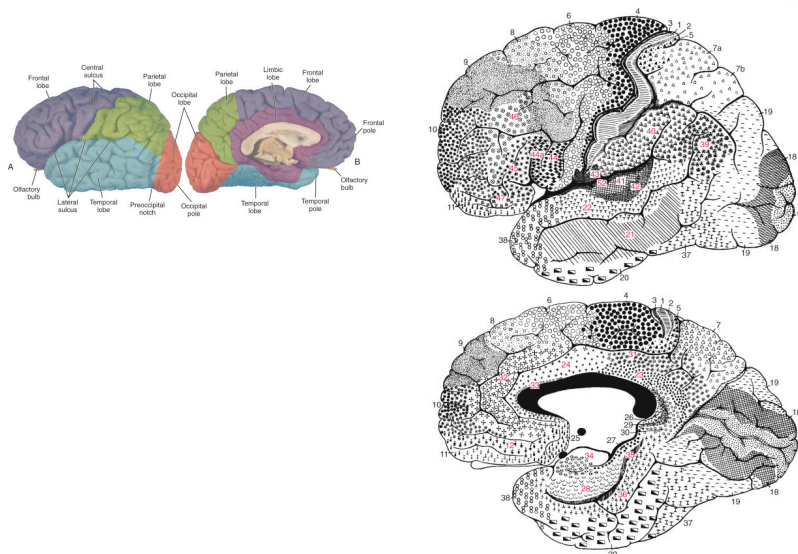 Central
sulcus
Frontal
lobe
Parietal
lobe
Occipital
lobe
Parietal
lobe
Limbic
lobe
Frontal
lobe
Frontal
pole
A
B
Olfactory
bulb
Olfactory
bulb
Lateral
sulcus
Temporal
lobe
Preoccipital
notch
Occipital
pole
Temporal
lobe
Temporal
pole
4
6
3
1
2
5
8
7a
9
7b
19
46
10
40
39
44a
44
45
43
52
41
42
18
47
22
11
21
38
37
20
19
18
4
6
3
1
2
5
8
7
31
9
24
23
32
33
19
10
26
29
30
25
12
27
11
34
35
28
36
18
38
37
19